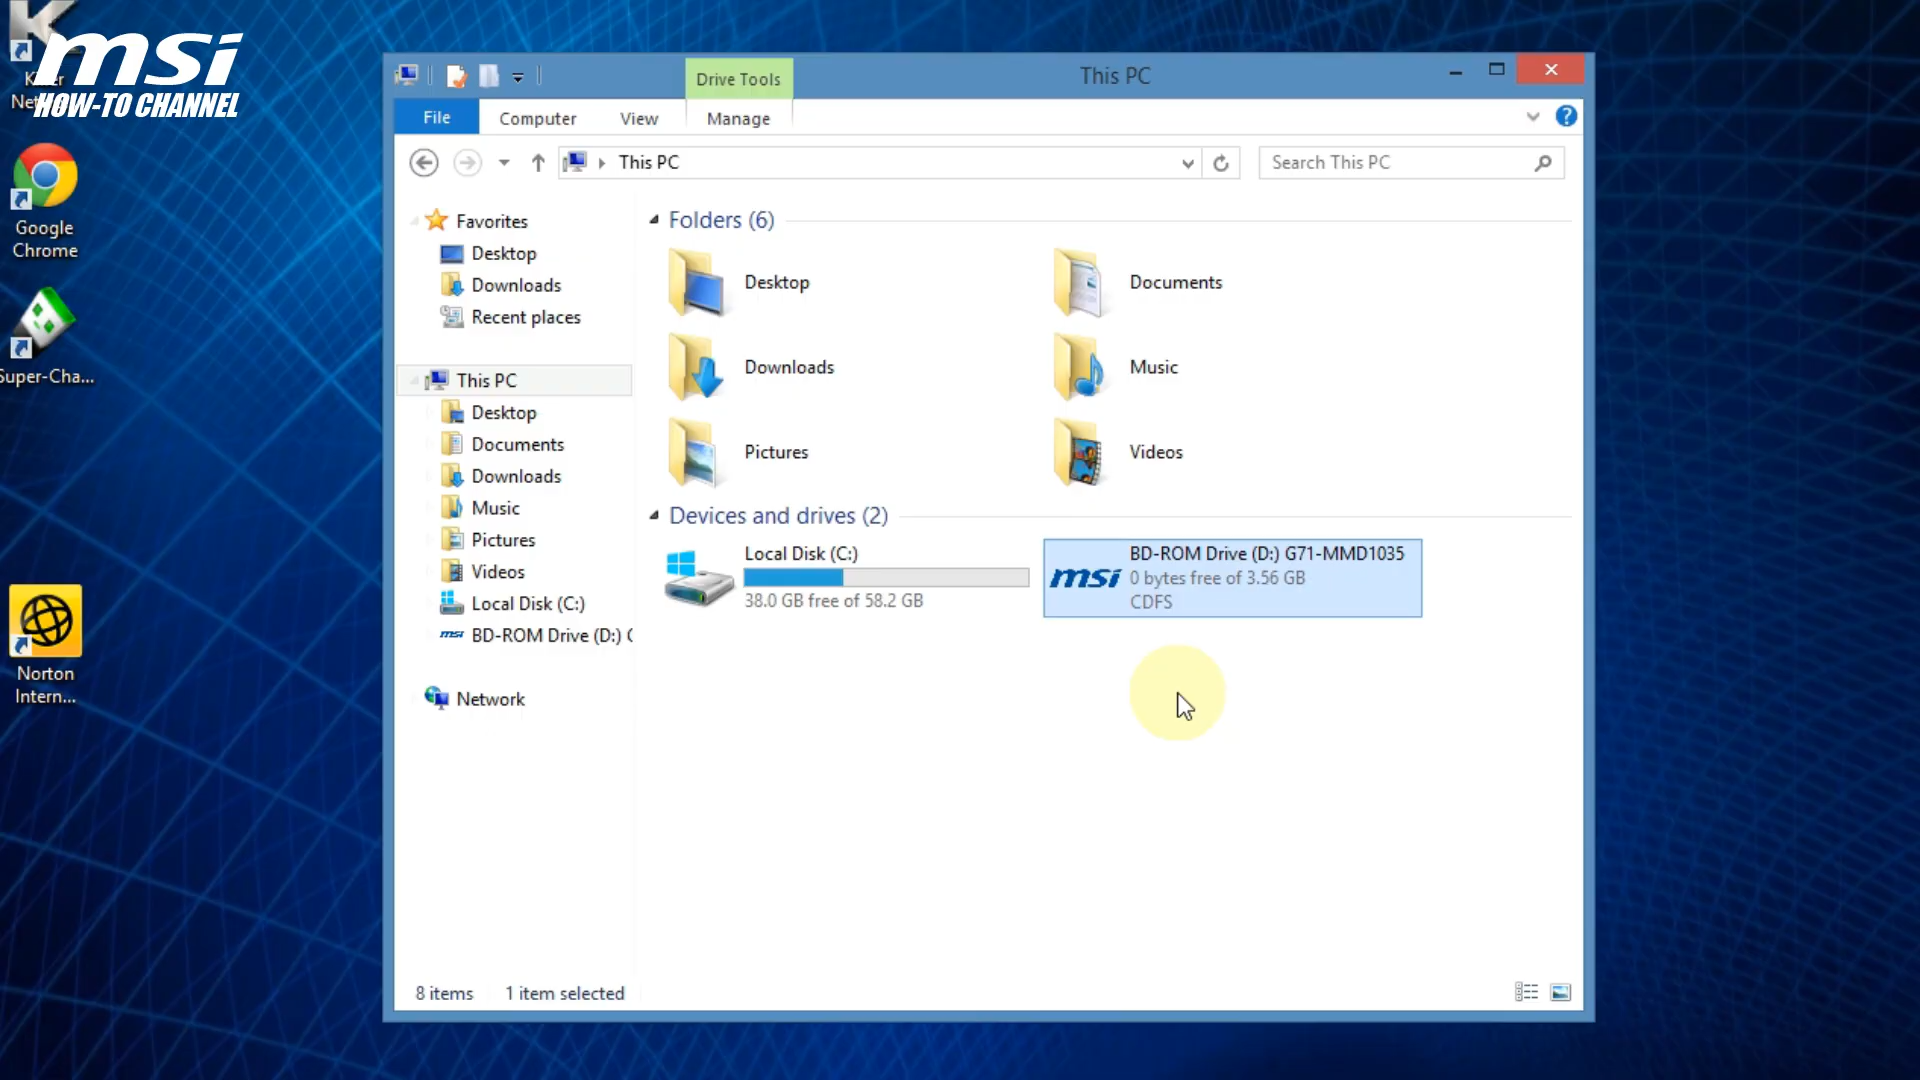 msi
HOW-TO CHANNEL
Google
Chrome
Super-Cha...
Norton
Intern...
Drive Tools
This PC
File
Computer
View
Manage
This PC
Search This PC
Favorites
Desktop
Downloads
Recent places
This PC
Desktop
Documents
Downloads
Music
Pictures
Videos
Local Disk (C:)
msi BD-ROM Drive (D:)
Network
Folders (6)
Desktop
Documents
Downloads
Music
Pictures
Videos
Devices and drives (2)
Local Disk (C:)
38.0 GB free of 58.2 GB
msi
BD-ROM Drive (D:) G71-MMD1035
0 bytes free of 3.56 GB
CDFS
8 items
1 item selected